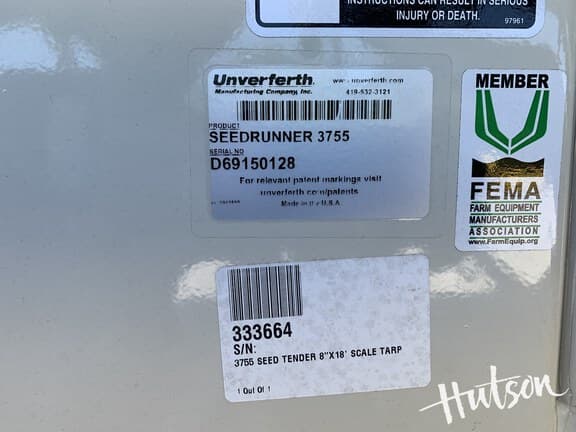 INSTRUCTIONS CAN RESULT IN SERIOUS
INJURY OR DEATH.
97961
Unverferth
www.unverferth.com
Manufacturing Company, Inc.
419-532-3121
PRODUCT
SEEDRUNNER 3755
SERIAL NO
D69150128
For relevant patent markings visit
unverferth.com/patents
Made in the U.S.A.
MEMBER
FEMA
FARM EQUIPMENT
MANUFACTURERS
ASSOCIATION
www.FarmEquip.org
333664
S/N:
3755 SEED TENDER 8"X18' SCALE TARP
1 Out Of 1
Hutson